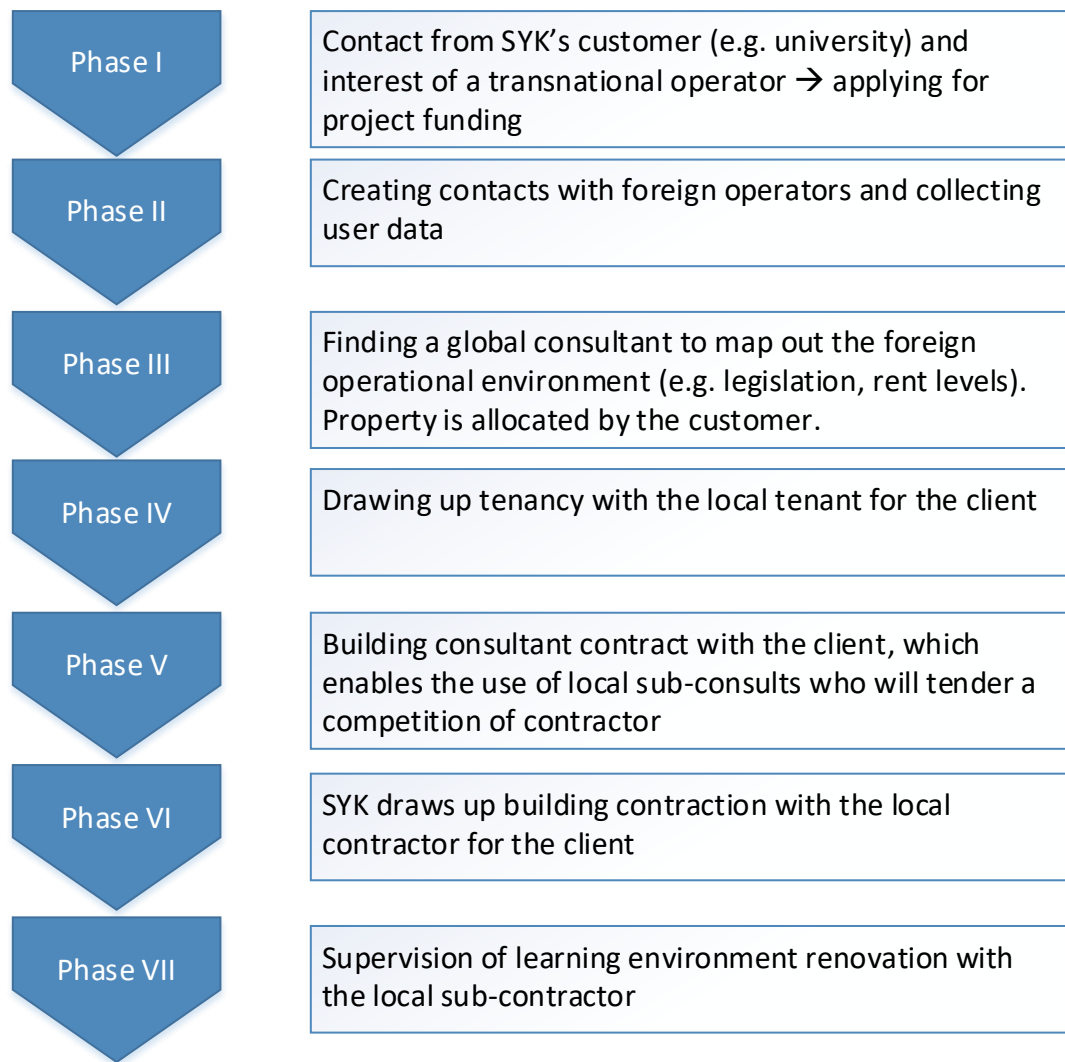 Phase I
Contact from SYK’s customer (e.g. university) and
interest of a transnational operator → applying for
project funding
Phase II
Creating contacts with foreign operators and collecting
user data
Phase III
Finding a global consultant to map out the foreign
operational environment (e.g. legislation, rent levels).
Property is allocated by the customer.
Phase IV
Drawing up tenancy with the local tenant for the client
Phase V
Building consultant contract with the client, which
enables the use of local sub-consults who will tender a
competition of contractor
Phase VI
SYK draws up building contraction with the local
contractor for the client
Phase VII
Supervision of learning environment renovation with
the local sub-contractor